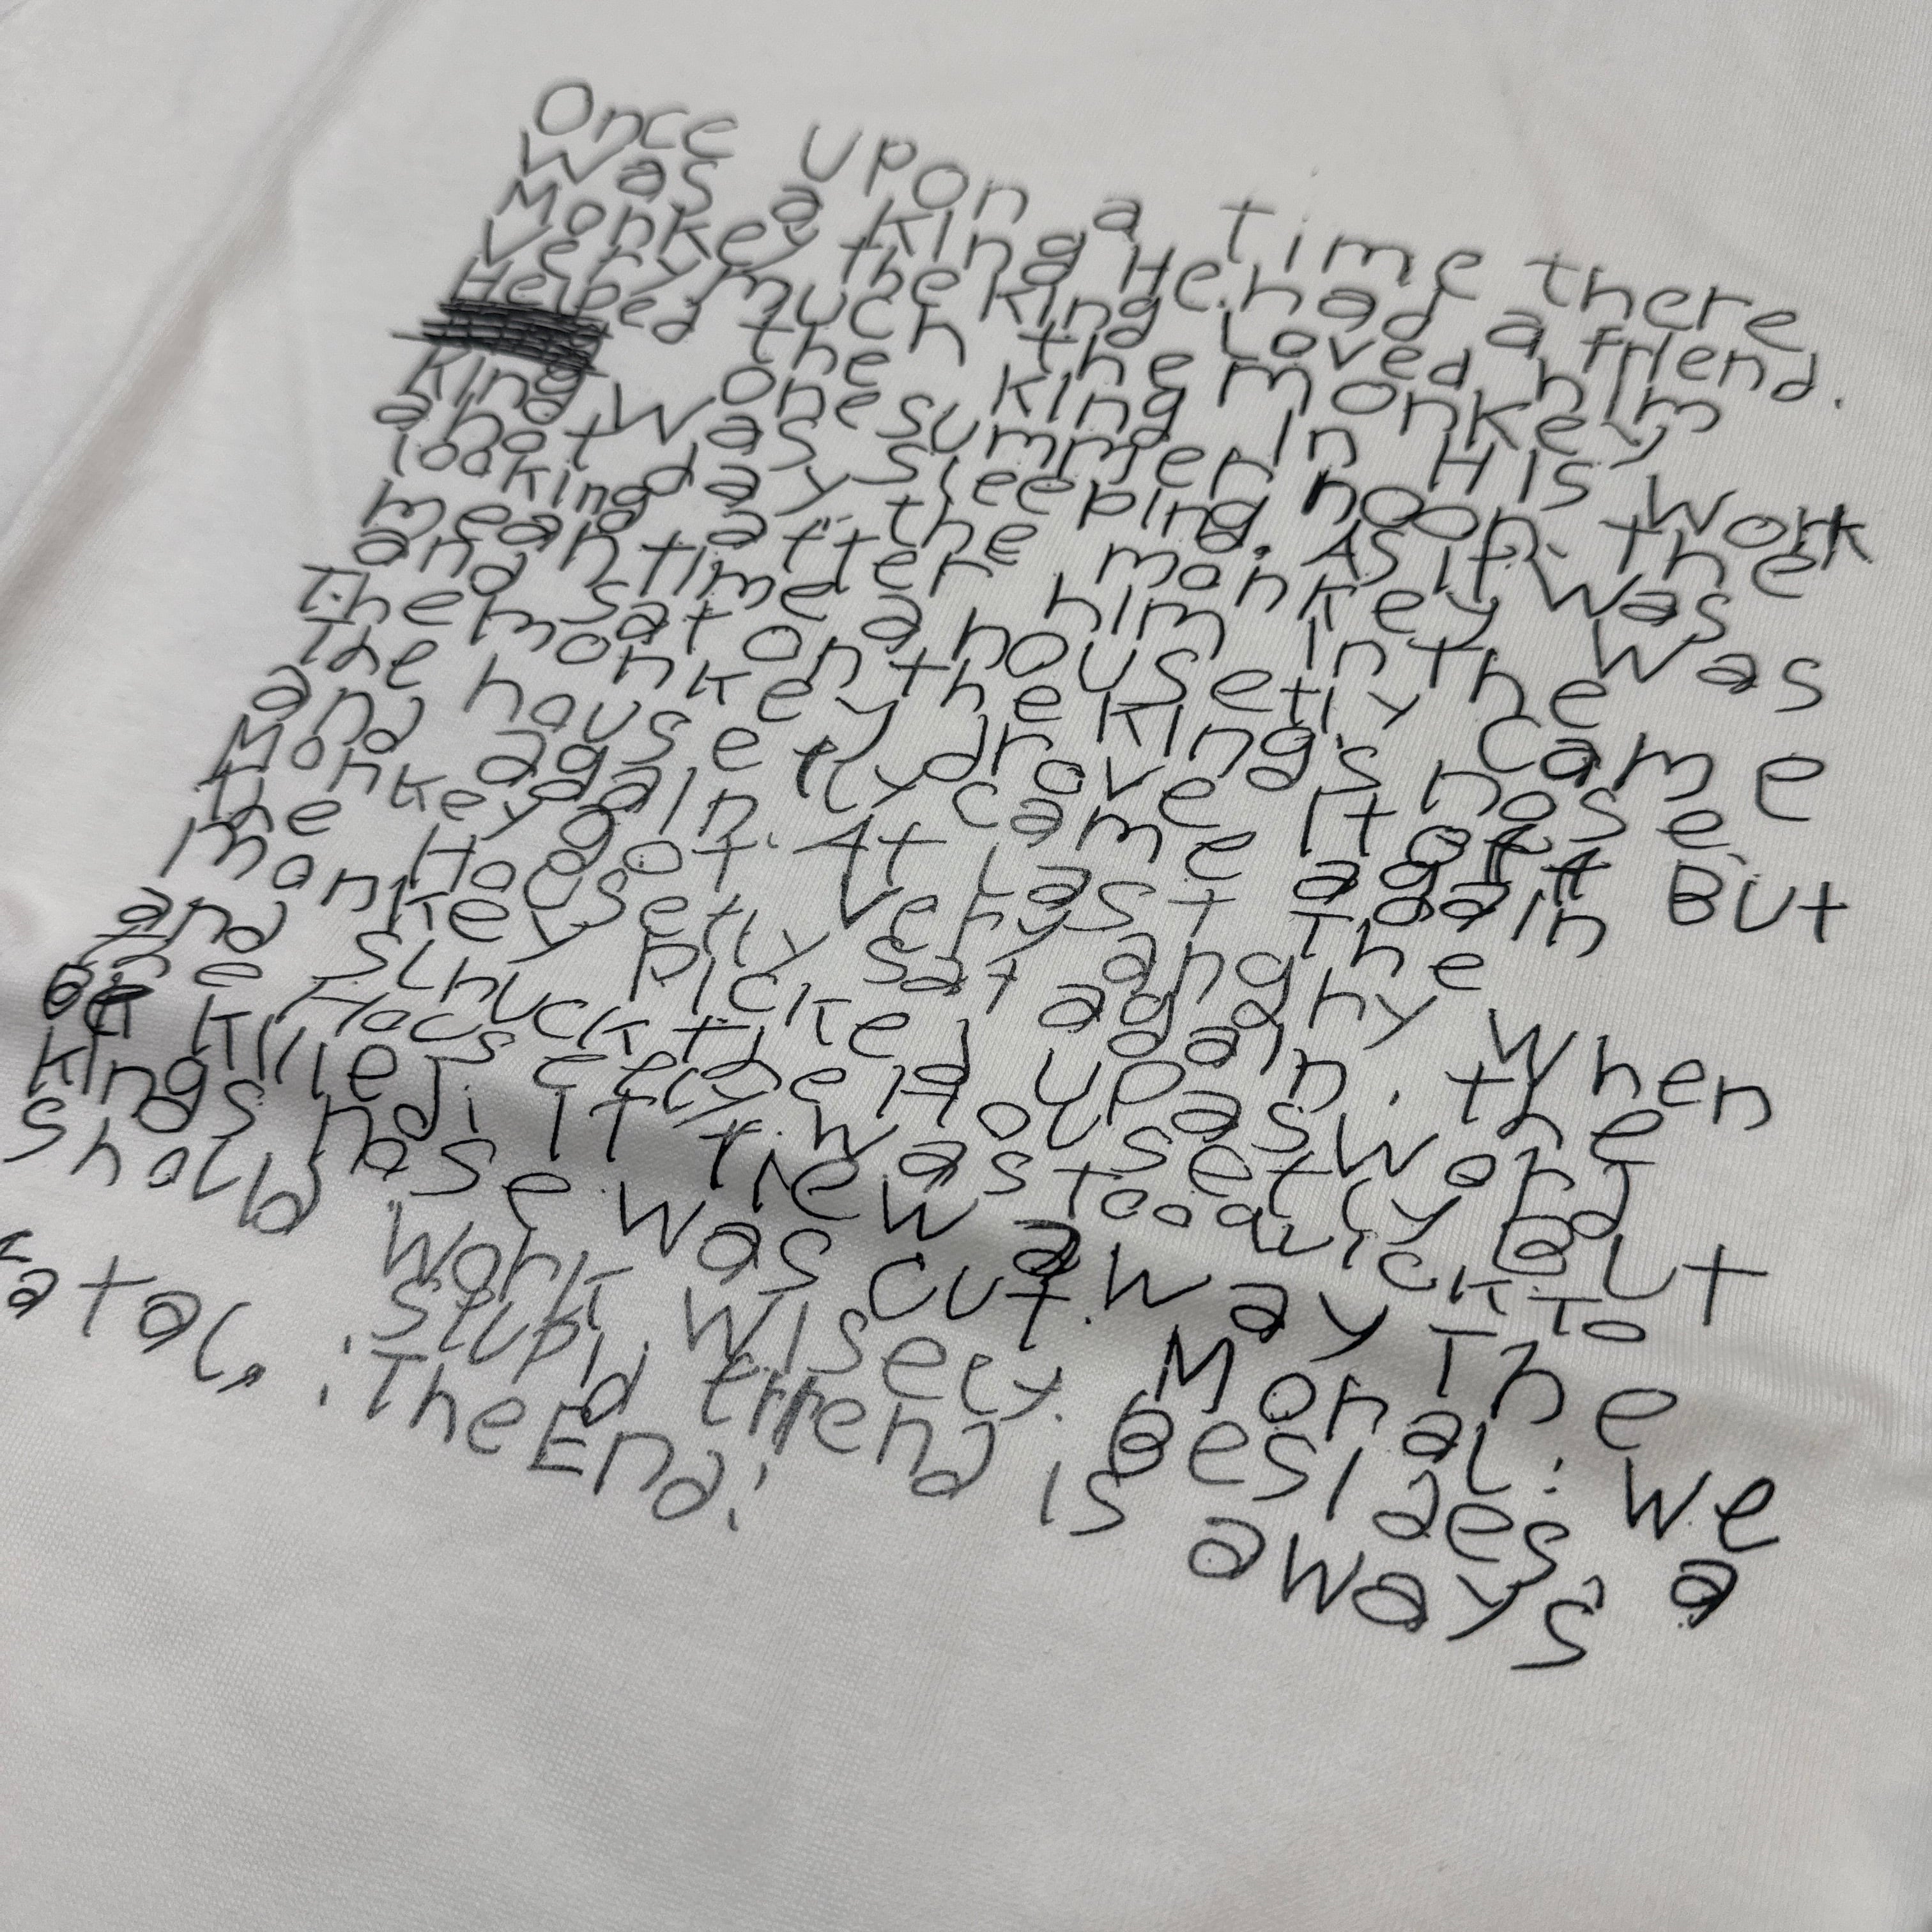 Once upon a time there
was a king. He had a friend.
Monkey the king loved him
very much the monkey
Helped the king In His work
one summer noon. the
king was sleeping. As it was
a hot day. the monkey was
looking after him In the
mean time a housefly came
and sat on the king's nose.
The monkey drove It off But
The housefly came again
and again. At Last The
Monkey got Very angry when
The Housefly sat again. the
monkey picked up a sword
and struck the Housefly But
The Housefly was too quick To
Be killed. It flew away The
kings nose was cut. Moral: we
should work wisely. Besides, a
stupid friend is aways
fatal. :The End: